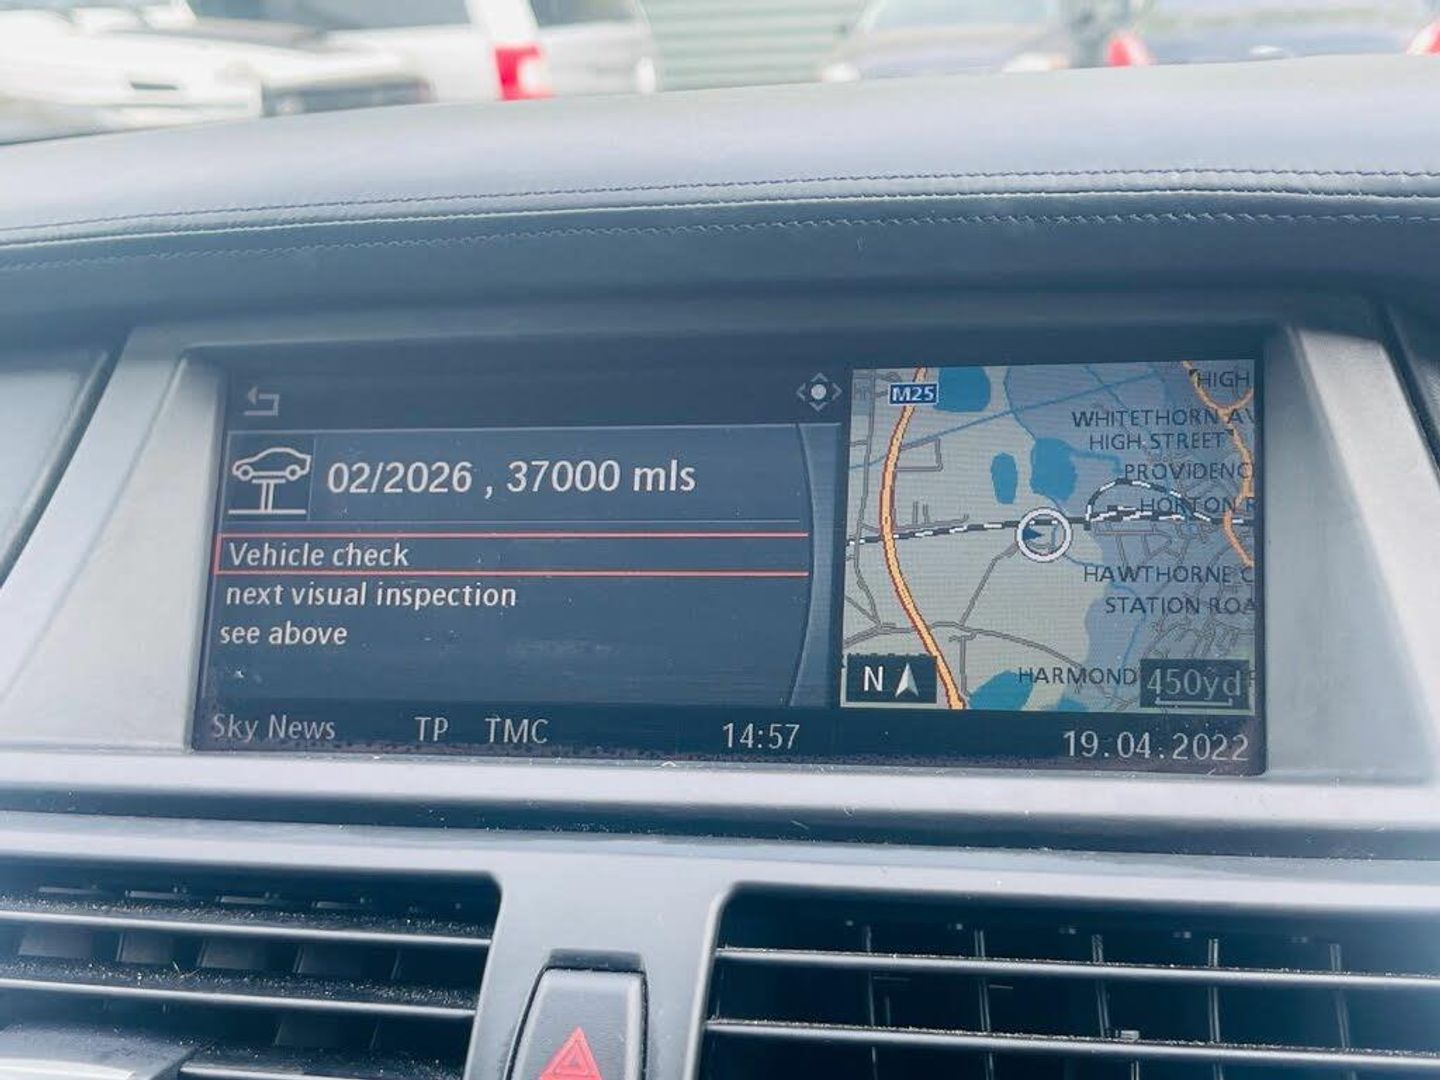 02/2026 , 37000 mls
Vehicle check
next visual inspection
see above
Sky News TP TMC 14:57 19.04.2022
M25
HIGH
WHITETHORN AV
HIGH STREET
PROVIDENC
HORTON R
HAWTHORNE C
STATION ROA
HARMOND
N
450yd